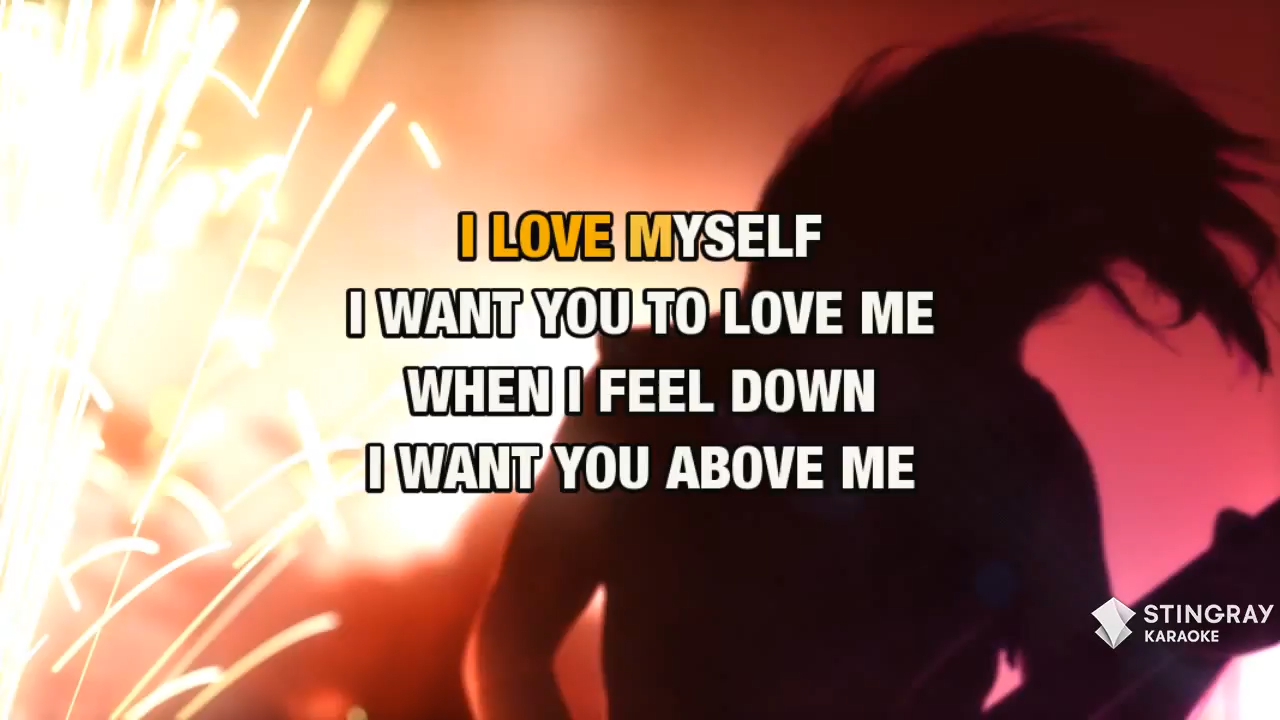 I LOVE MYSELF
I WANT YOU TO LOVE ME
WHEN I FEEL DOWN
I WANT YOU ABOVE ME
STINGRAY
KARAOKE